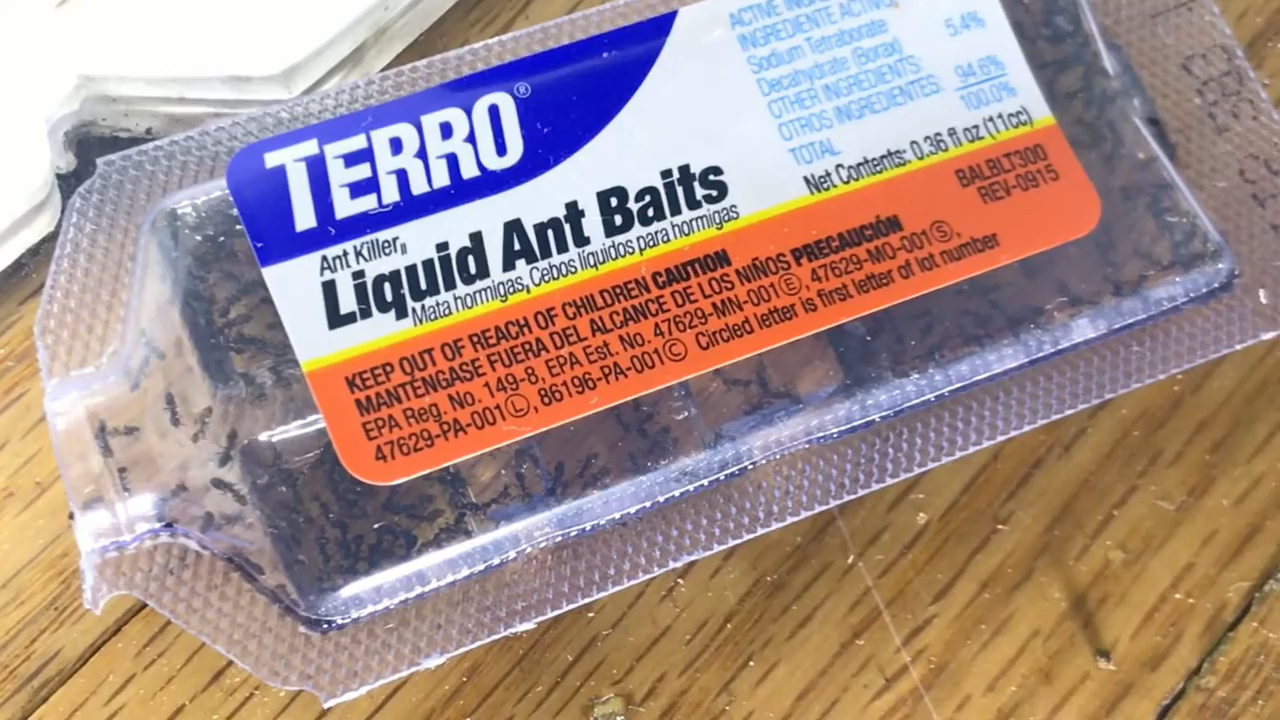 TERRO®
Ant Killer II
Liquid Ant Baits
Mata hormigas, Cebos líquidos para hormigas
INGREDIENTE ACTIVO:
Sodium Tetraborate
Decahydrate (Borax) 5.4%
OTHER INGREDIENTS:
OTROS INGREDIENTES: 94.6%
TOTAL 100.0%
Net Contents: 0.36 fl oz (11cc)
BALBLT300
REV-0915
KEEP OUT OF REACH OF CHILDREN CAUTION
MANTÉNGASE FUERA DEL ALCANCE DE LOS NIÑOS PRECAUCIÓN
EPA Reg. No. 149-8, EPA Est. No. 47629-MN-001Ⓔ, 47629-MO-001Ⓢ,
47629-PA-001Ⓛ, 86196-PA-001Ⓒ Circled letter is first letter of lot number